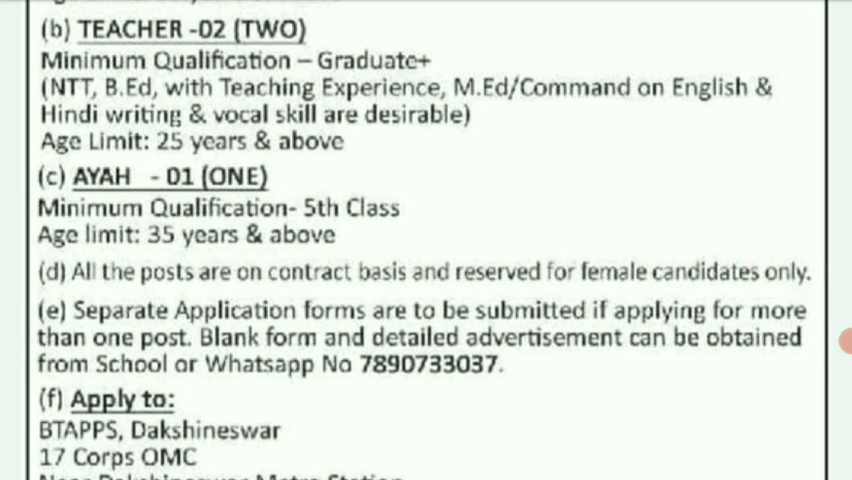 (b) TEACHER -02 (TWO)
Minimum Qualification – Graduate+
(NTT, B.Ed, with Teaching Experience, M.Ed/Command on English &
Hindi writing & vocal skill are desirable)
Age Limit: 25 years & above
(c) AYAH - 01 (ONE)
Minimum Qualification- 5th Class
Age limit: 35 years & above
(d) All the posts are on contract basis and reserved for female candidates only.
(e) Separate Application forms are to be submitted if applying for more
than one post. Blank form and detailed advertisement can be obtained
from School or Whatsapp No 7890733037.
(f) Apply to:
BTAPPS, Dakshineswar
17 Corps OMC
Near Dakshineswar Metro Station